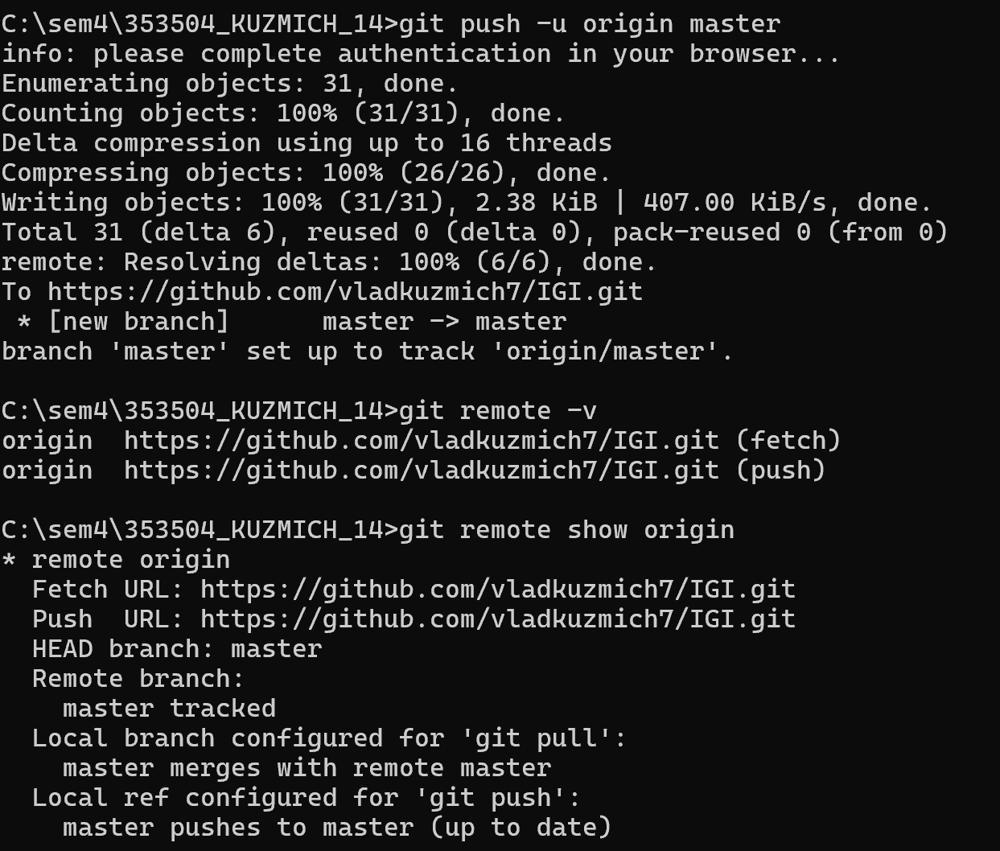 C:\sem4\353504_KUZMICH_14>git push -u origin master
info: please complete authentication in your browser...
Enumerating objects: 31, done.
Counting objects: 100% (31/31), done.
Delta compression using up to 16 threads
Compressing objects: 100% (26/26), done.
Writing objects: 100% (31/31), 2.38 KiB | 407.00 KiB/s, done.
Total 31 (delta 6), reused 0 (delta 0), pack-reused 0 (from 0)
remote: Resolving deltas: 100% (6/6), done.
To https://github.com/vladkuzmich7/IGI.git
 * [new branch]      master -> master
branch 'master' set up to track 'origin/master'.

C:\sem4\353504_KUZMICH_14>git remote -v
origin  https://github.com/vladkuzmich7/IGI.git (fetch)
origin  https://github.com/vladkuzmich7/IGI.git (push)

C:\sem4\353504_KUZMICH_14>git remote show origin
* remote origin
  Fetch URL: https://github.com/vladkuzmich7/IGI.git
  Push  URL: https://github.com/vladkuzmich7/IGI.git
  HEAD branch: master
  Remote branch:
    master tracked
  Local branch configured for 'git pull':
    master merges with remote master
  Local ref configured for 'git push':
    master pushes to master (up to date)